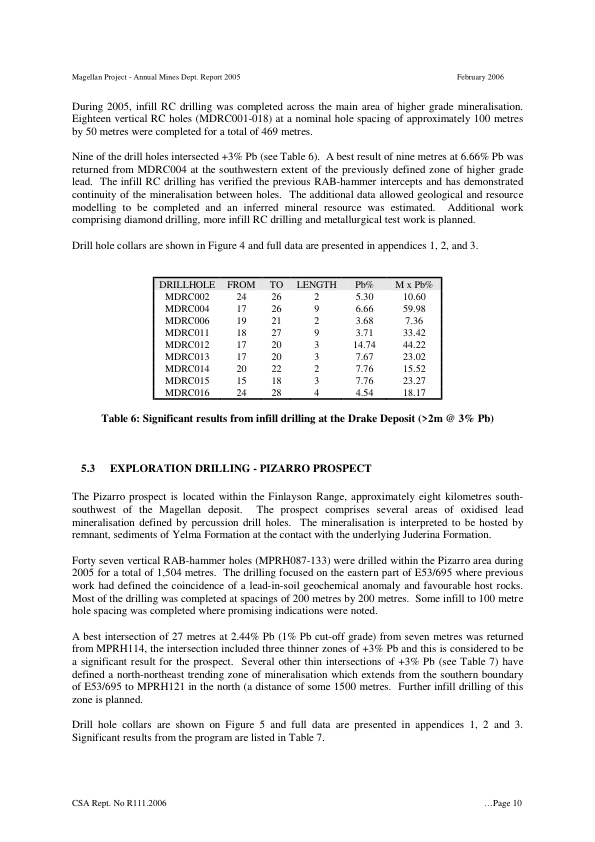 Magellan Project - Annual Mines Dept. Report 2005 February 2006
During 2005, infill RC drilling was completed across the main area of higher grade mineralisation.
Eighteen vertical RC holes (MDRC001-018) at a nominal hole spacing of approximately 100 metres
by 50 metres were completed for a total of 469 metres.
Nine of the drill holes intersected +3% Pb (see Table 6). A best result of nine metres at 6.66% Pb was
returned from MDRC004 at the southwestern extent of the previously defined zone of higher grade
lead. The infill RC drilling has verified the previous RAB-hammer intercepts and has demonstrated
continuity of the mineralisation between holes. The additional data allowed geological and resource
modelling to be completed and an inferred mineral resource was estimated. Additional work
comprising diamond drilling, more infill RC drilling and metallurgical test work is planned.
Drill hole collars are shown in Figure 4 and full data are presented in appendices 1, 2, and 3.
DRILLHOLE FROM TO LENGTH Pb% M x Pb%
MDRC002 24 26 2 5.30 10.60
MDRC004 17 26 9 6.66 59.98
MDRC006 19 21 2 3.68 7.36
MDRC011 18 27 9 3.71 33.42
MDRC012 17 20 3 14.74 44.22
MDRC013 17 20 3 7.67 23.02
MDRC014 20 22 2 7.76 15.52
MDRC015 15 18 3 7.76 23.27
MDRC016 24 28 4 4.54 18.17
Table 6: Significant results from infill drilling at the Drake Deposit (>2m @ 3% Pb)
5.3 EXPLORATION DRILLING - PIZARRO PROSPECT
The Pizarro prospect is located within the Finlayson Range, approximately eight kilometres south-
southwest of the Magellan deposit. The prospect comprises several areas of oxidised lead
mineralisation defined by percussion drill holes. The mineralisation is interpreted to be hosted by
remnant, sediments of Yelma Formation at the contact with the underlying Juderina Formation.
Forty seven vertical RAB-hammer holes (MPRH087-133) were drilled within the Pizarro area during
2005 for a total of 1,504 metres. The drilling focused on the eastern part of E53/695 where previous
work had defined the coincidence of a lead-in-soil geochemical anomaly and favourable host rocks.
Most of the drilling was completed at spacings of 200 metres by 200 metres. Some infill to 100 metre
hole spacing was completed where promising indications were noted.
A best intersection of 27 metres at 2.44% Pb (1% Pb cut-off grade) from seven metres was returned
from MPRH114, the intersection included three thinner zones of +3% Pb and this is considered to be
a significant result for the prospect. Several other thin intersections of +3% Pb (see Table 7) have
defined a north-northeast trending zone of mineralisation which extends from the southern boundary
of E53/695 to MPRH121 in the north (a distance of some 1500 metres. Further infill drilling of this
zone is planned.
Drill hole collars are shown on Figure 5 and full data are presented in appendices 1, 2 and 3.
Significant results from the program are listed in Table 7.
CSA Rept. No R111.2006 …Page 10